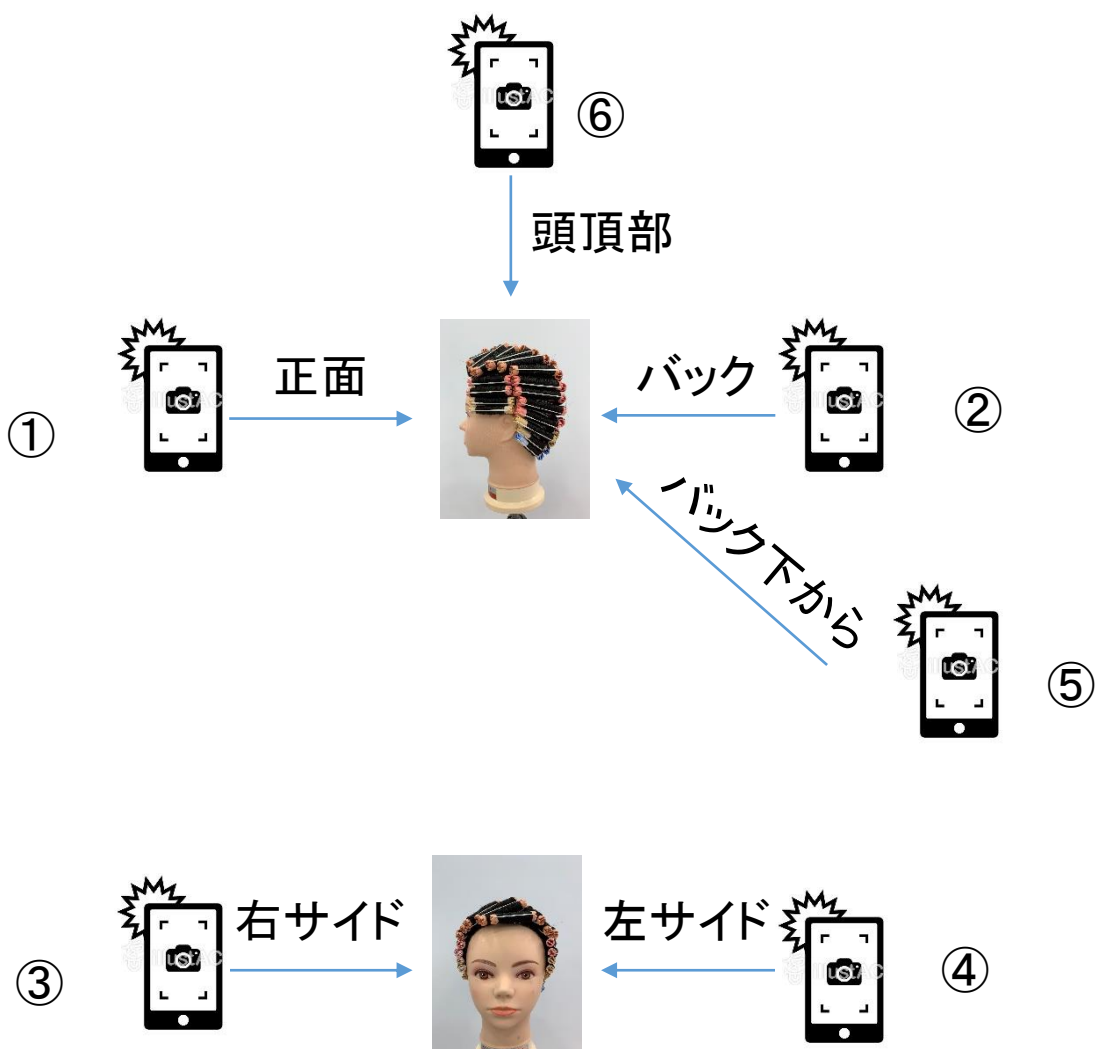 ⑥
頭頂部
① 正面
バック ②
バック下から
⑤
③ 右サイド
左サイド ④